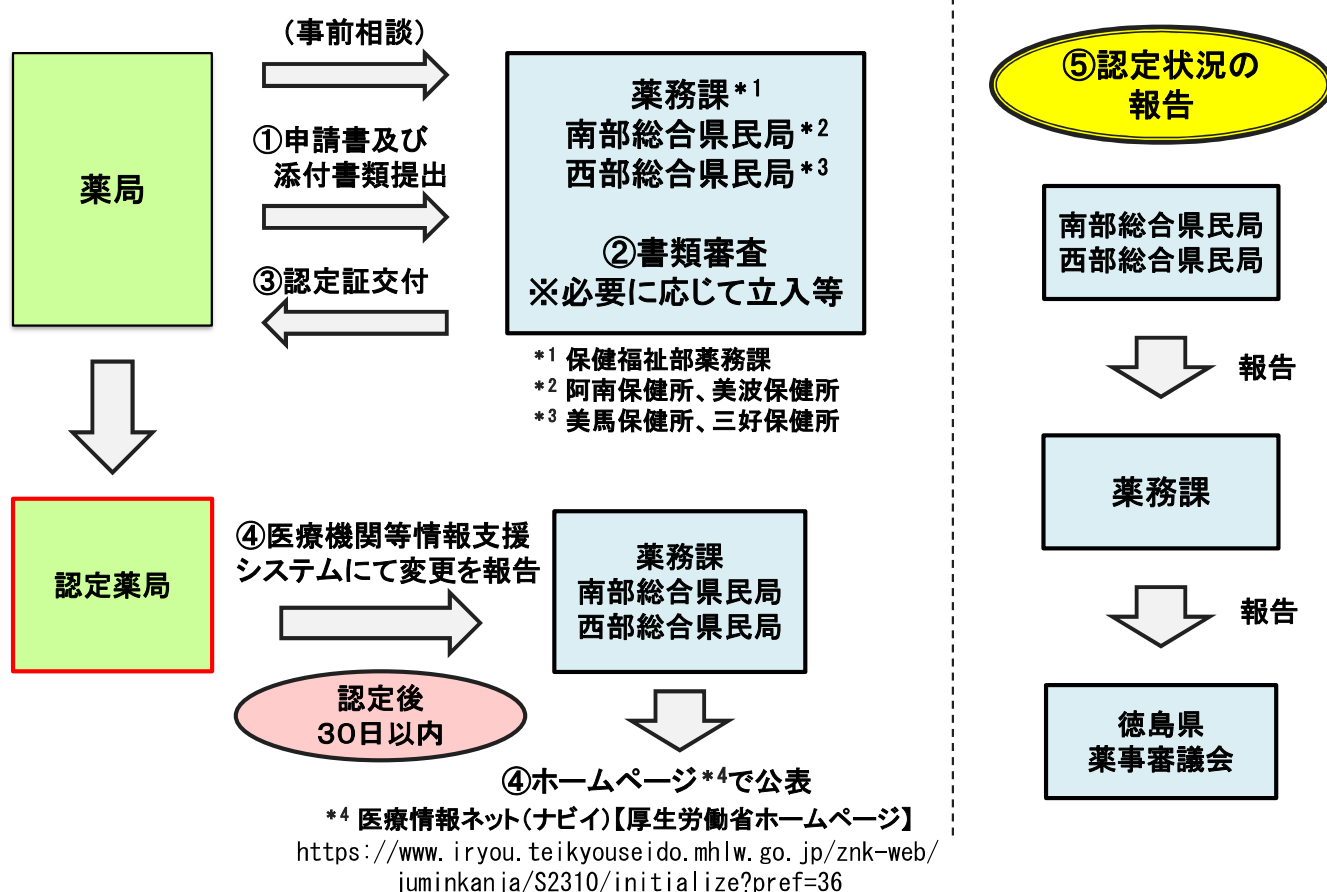 (事前相談)
薬局
①申請書及び
添付書類提出
③認定証交付
薬務課*1
南部総合県民局*2
西部総合県民局*3
②書類審査
※必要に応じて立入等
*1 保健福祉部薬務課
*2 阿南保健所、美波保健所
*3 美馬保健所、三好保健所
認定薬局
④医療機関等情報支援
システムにて変更を報告
認定後
30日以内
薬務課
南部総合県民局
西部総合県民局
④ホームページ*4で公表
*4 医療情報ネット(ナビイ)【厚生労働省ホームページ】
https://www.iryou.teikyouseido.mhlw.go.jp/znk-web/
juminkanja/S2310/initialize?pref=36
⑤認定状況の
報告
南部総合県民局
西部総合県民局
報告
薬務課
報告
徳島県
薬事審議会